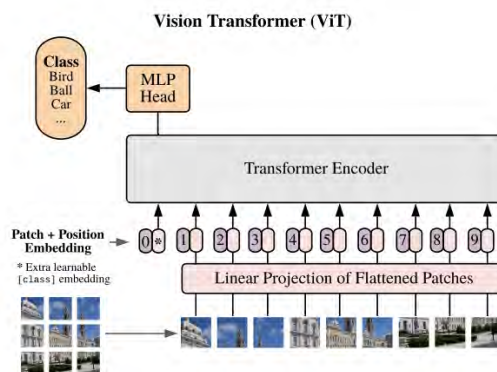 Vision Transformer (ViT)
Class
Bird
Ball
Car
...
MLP
Head
Transformer Encoder
Patch + Position
Embedding
0 * 1 2 3 4 5 6 7 8 9
* Extra learnable
[class] embedding
Linear Projection of Flattened Patches